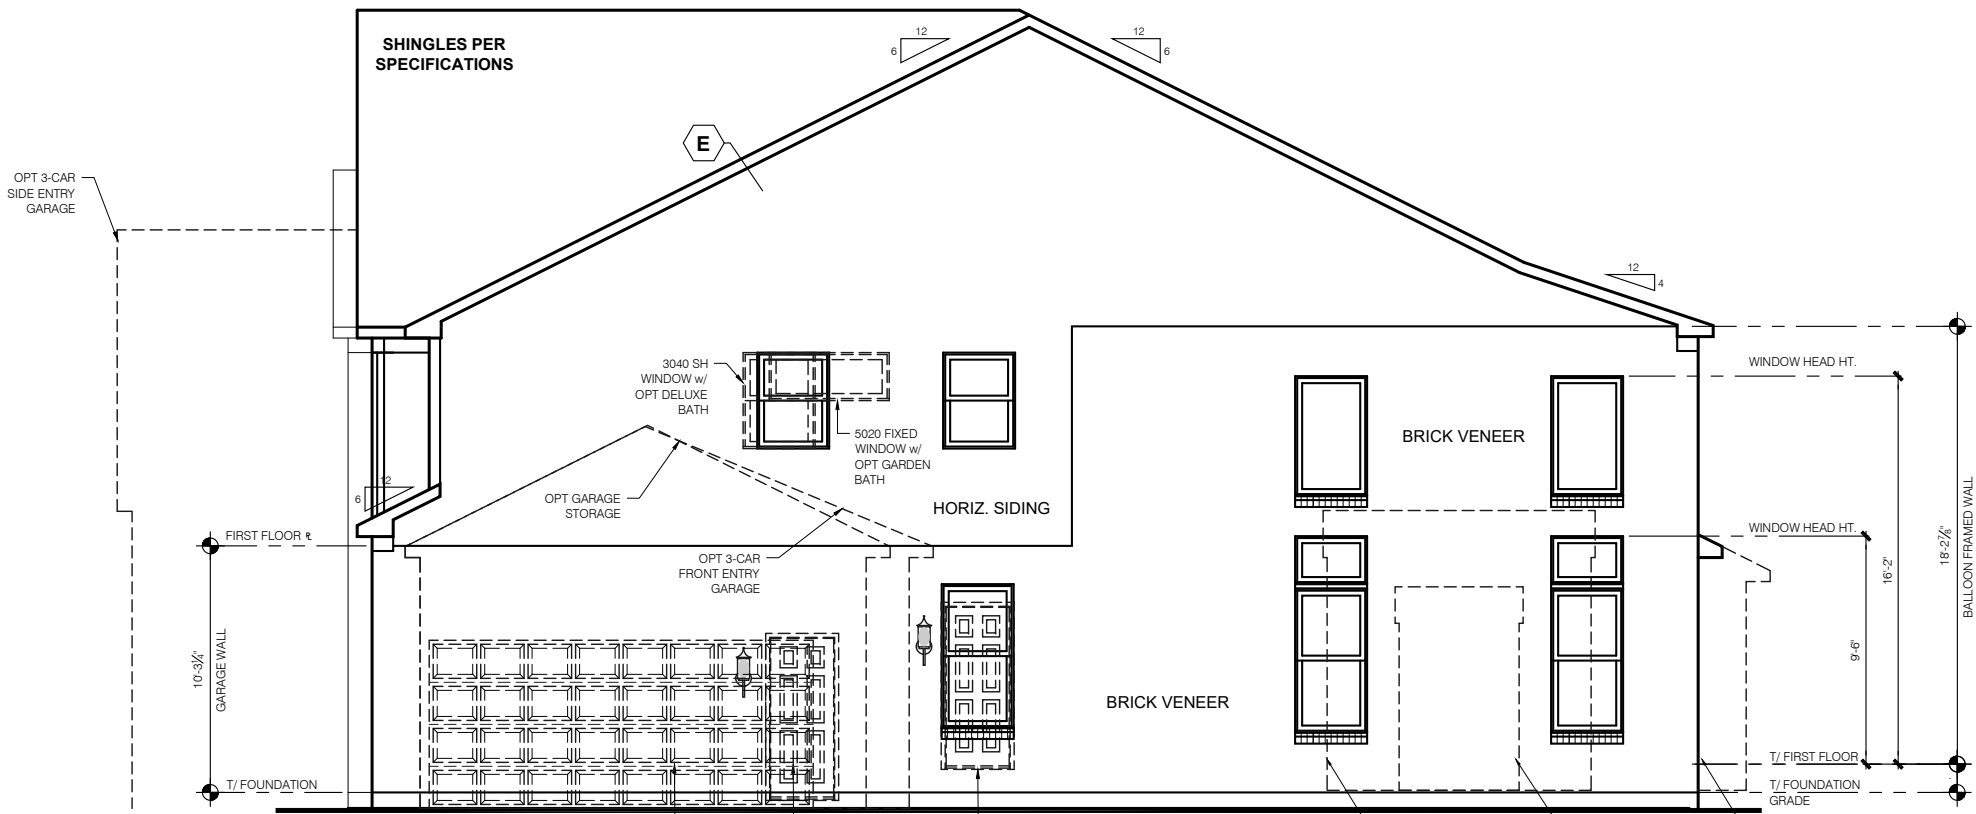 SHINGLES PER
SPECIFICATIONS
12
6
12
6
E
OPT 3-CAR
SIDE ENTRY
GARAGE
12
4
3040 SH
WINDOW w/
OPT DELUXE
BATH
5020 FIXED
WINDOW w/
OPT GARDEN
BATH
WINDOW HEAD HT.
BRICK VENEER
12
6
OPT GARAGE
STORAGE
HORIZ. SIDING
FIRST FLOOR ℄
OPT 3-CAR
FRONT ENTRY
GARAGE
WINDOW HEAD HT.
10'-3¼"
GARAGE WALL
9'-6"
16'-2"
18'-2⅞"
BALLOON FRAMED WALL
BRICK VENEER
T/ FOUNDATION
T/ FIRST FLOOR
T/ FOUNDATION
GRADE